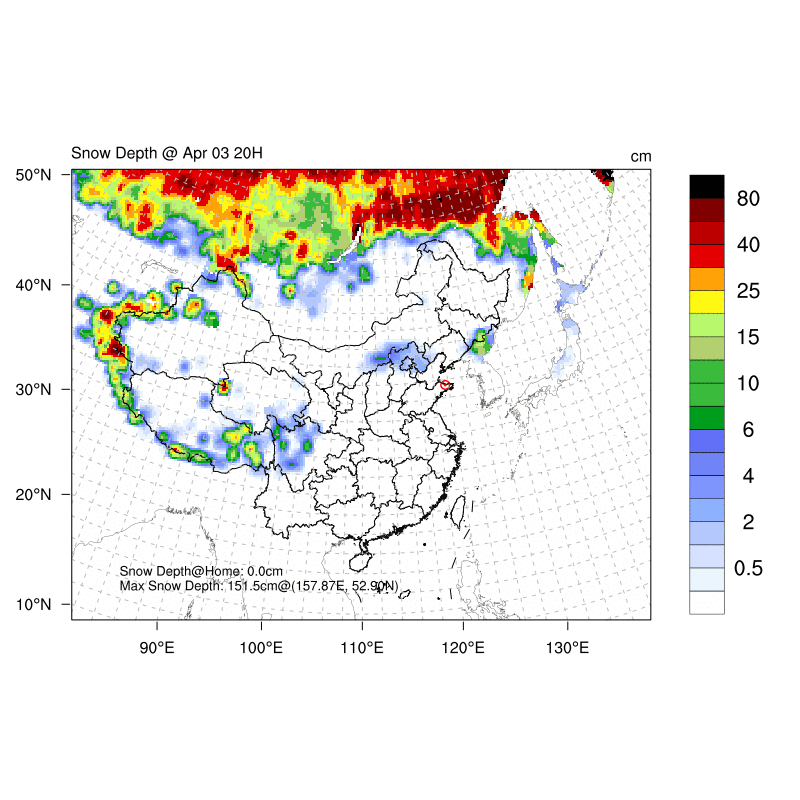 Snow Depth @ Apr 03 20H
cm
50°N
40°N
30°N
20°N
10°N
90°E
100°E
110°E
120°E
130°E
80
40
25
15
10
6
4
2
0.5
Snow Depth@Home: 0.0cm
Max Snow Depth: 151.5cm@(157.87E, 52.90N)